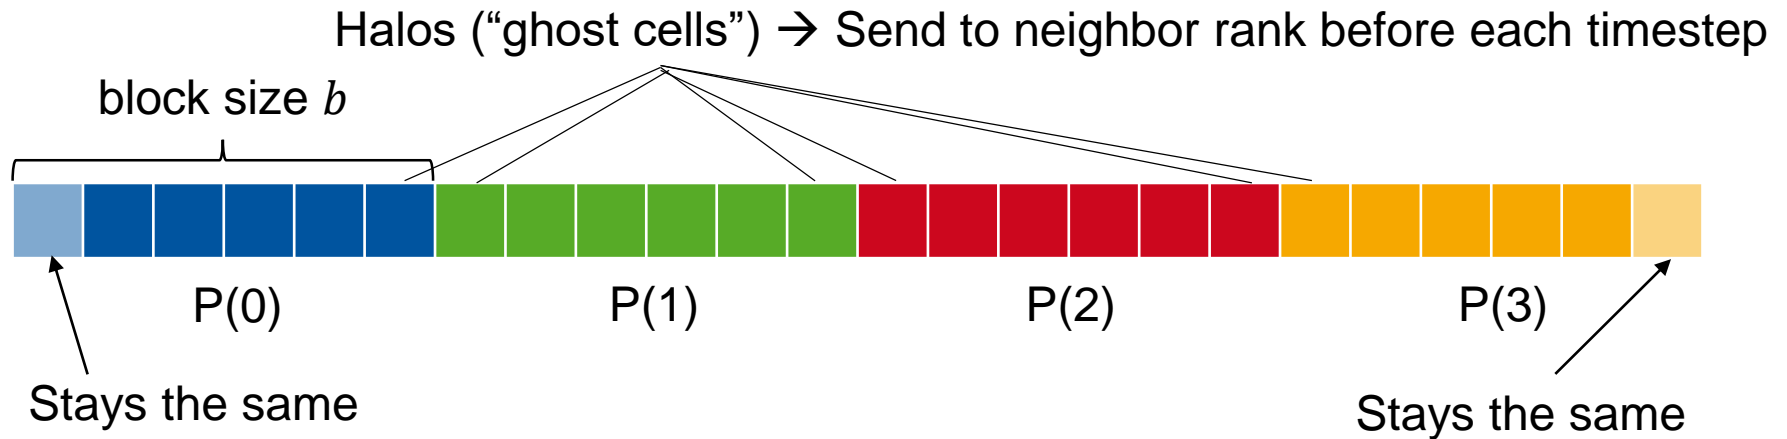 Halos (“ghost cells”) → Send to neighbor rank before each timestep
block size b
P(0) P(1) P(2) P(3)
Stays the same
Stays the same